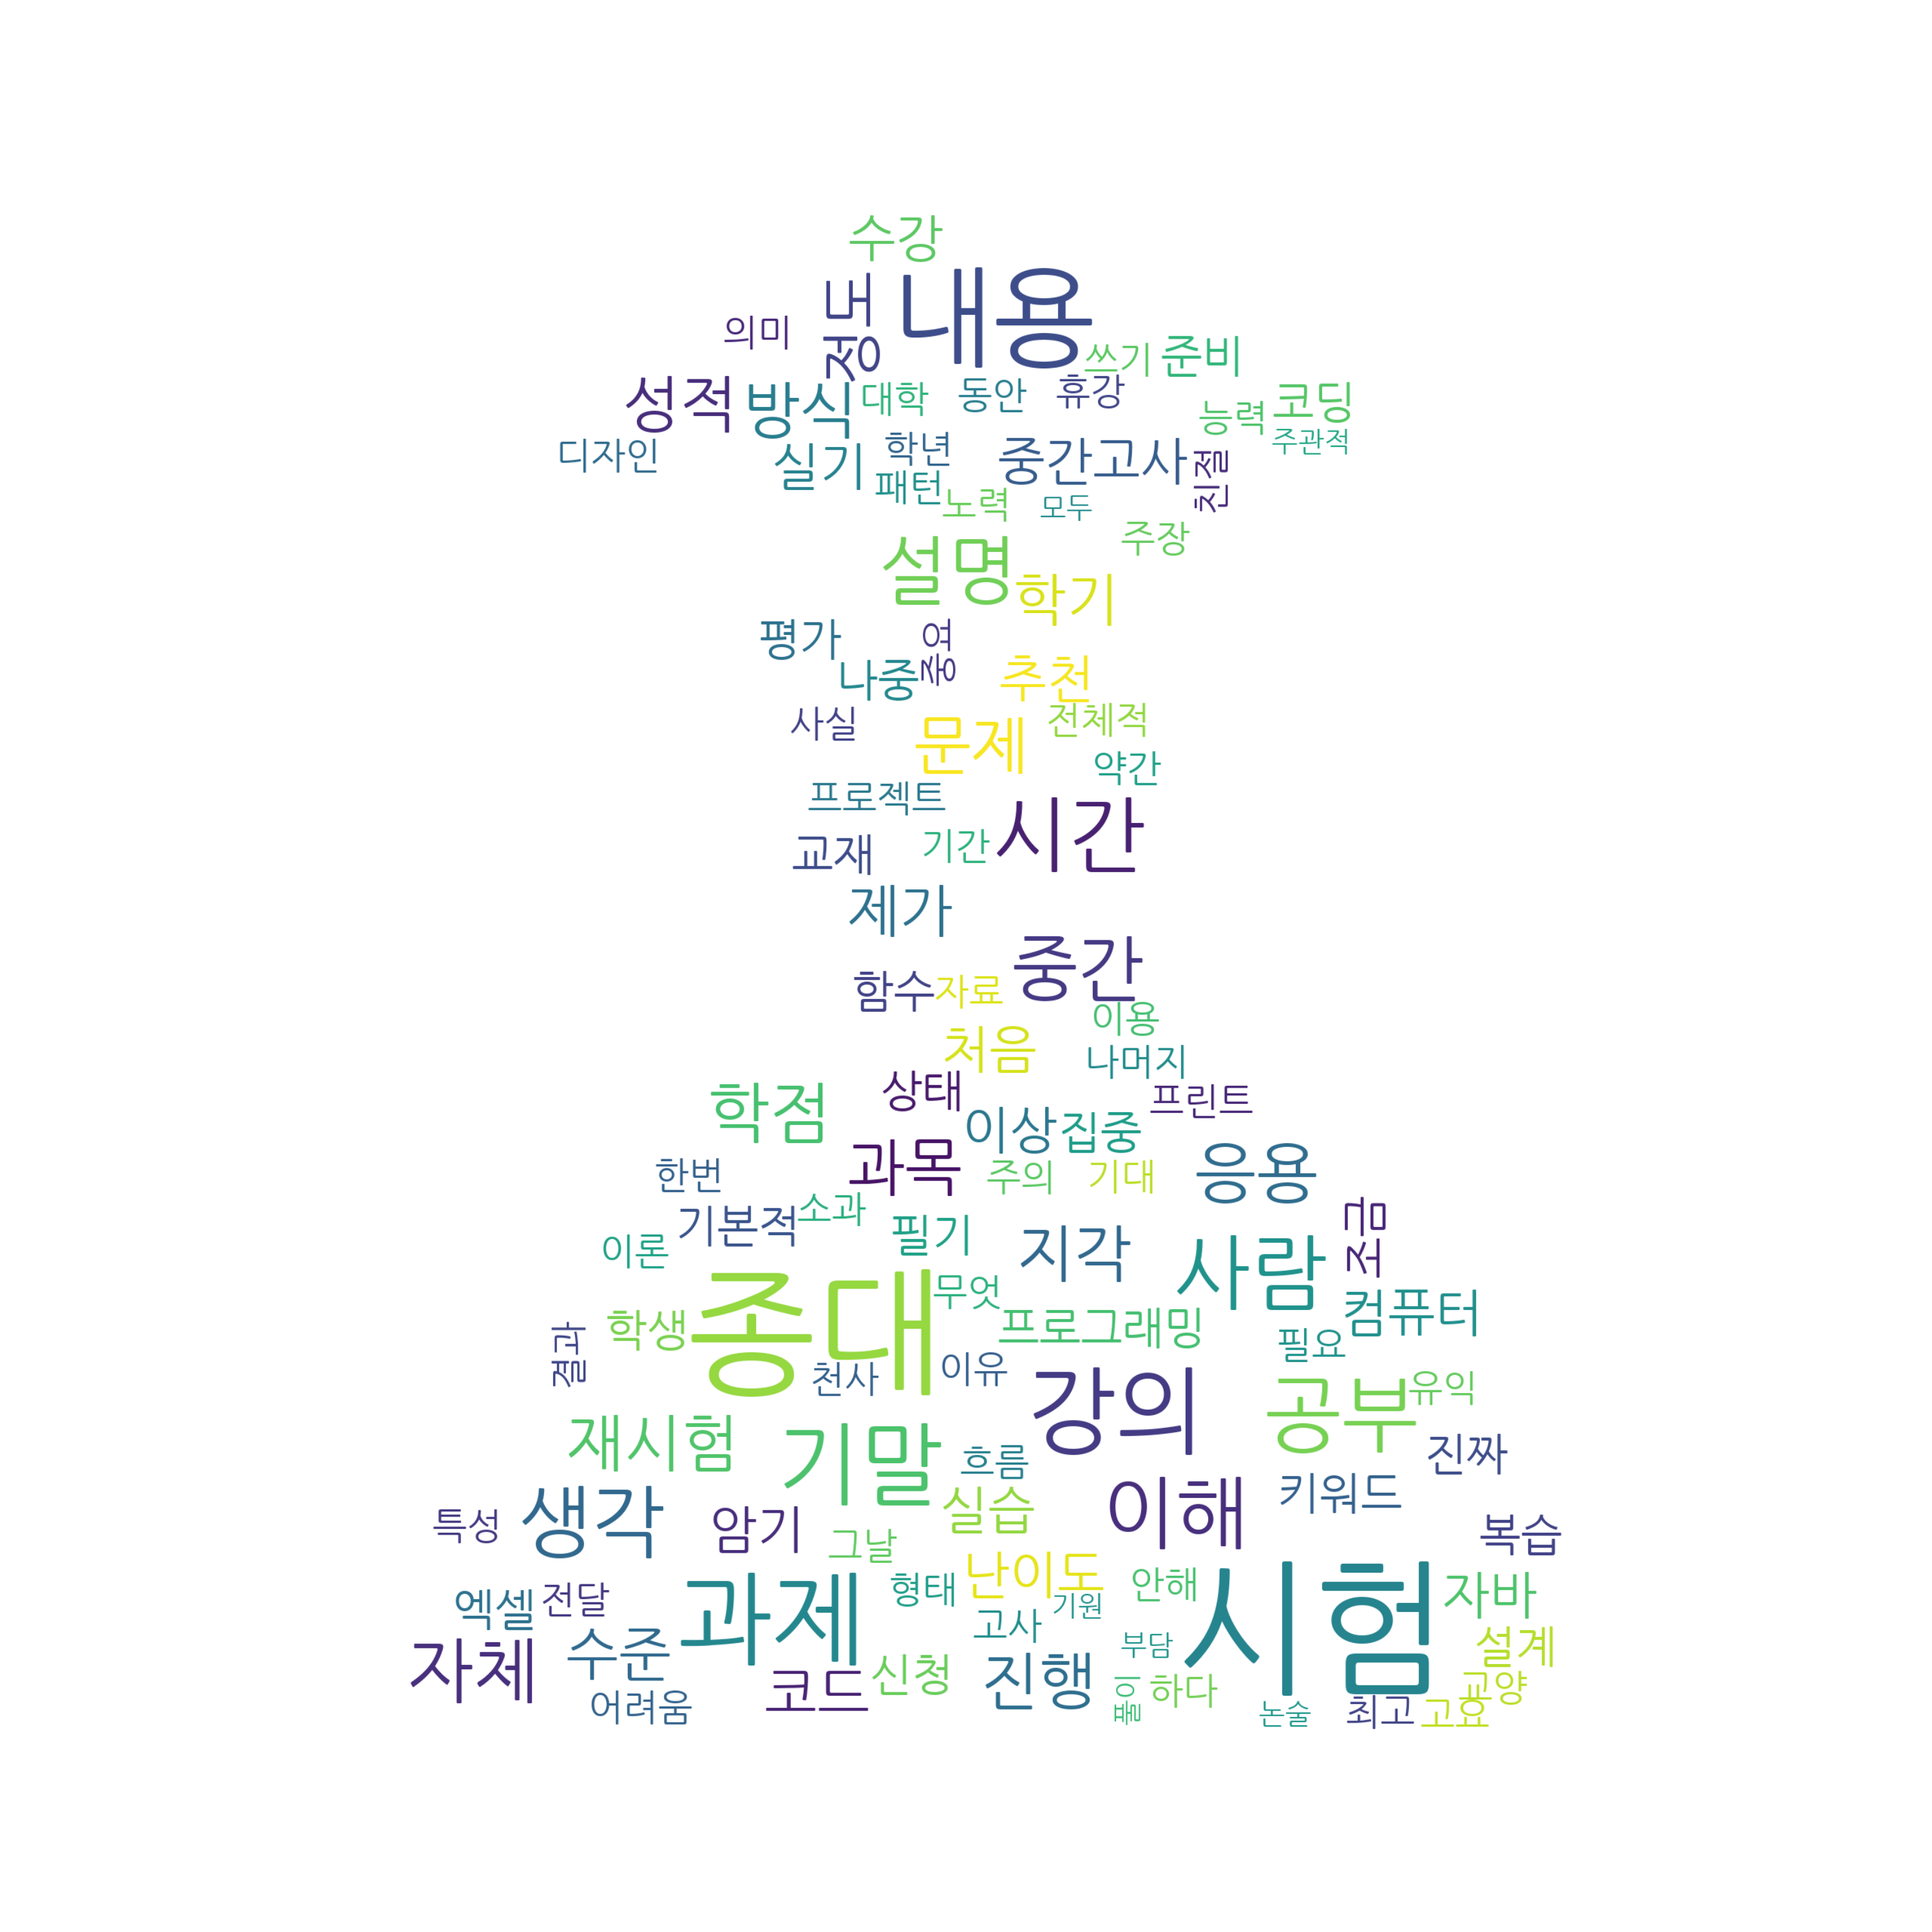 수강
내용
정보
의미
쓰기
준비
성적
방식
대학
동안
휴강
능력
코딩
주관적
디자인
실기
학년
중간고사
친절
패턴
노력
모두
주장
설명
학기
평가
나중
추천
사실
문제
전체적
약간
프로젝트
교재
기간
시간
제가
중간
함수
자료
이용
처음
나머지
상태
프린트
학점
이상
집중
과목
주의
기대
응용
한번
기본적
소과
필기
지각
이론
사람
조금
종대
무엇
학생
프로그래밍
컴퓨터
필요
결과
천사
이유
강의
공부
유익
재시험
기말
흐름
진짜
특성
생각
암기
그날
실습
이해
키워드
복습
엑셀
전달
과제
형태
난이도
기원
안해
시험
자바
자체
수준
고사
부담
설계
어려움
코드
신청
진행
하다
논술
최고
고요
교양